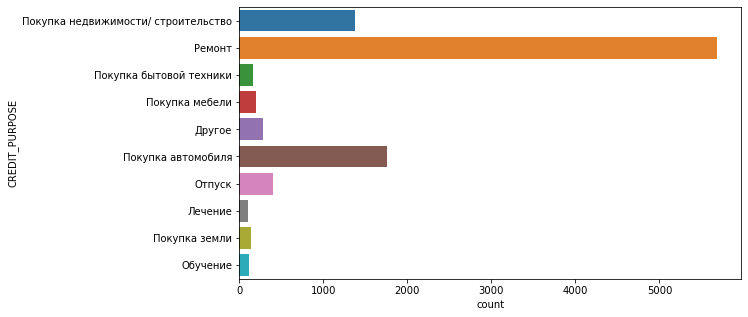 CREDIT_PURPOSE
Покупка недвижимости/ строительство
Ремонт
Покупка бытовой техники
Покупка мебели
Другое
Покупка автомобиля
Отпуск
Лечение
Покупка земли
Обучение
0 1000 2000 3000 4000 5000
count